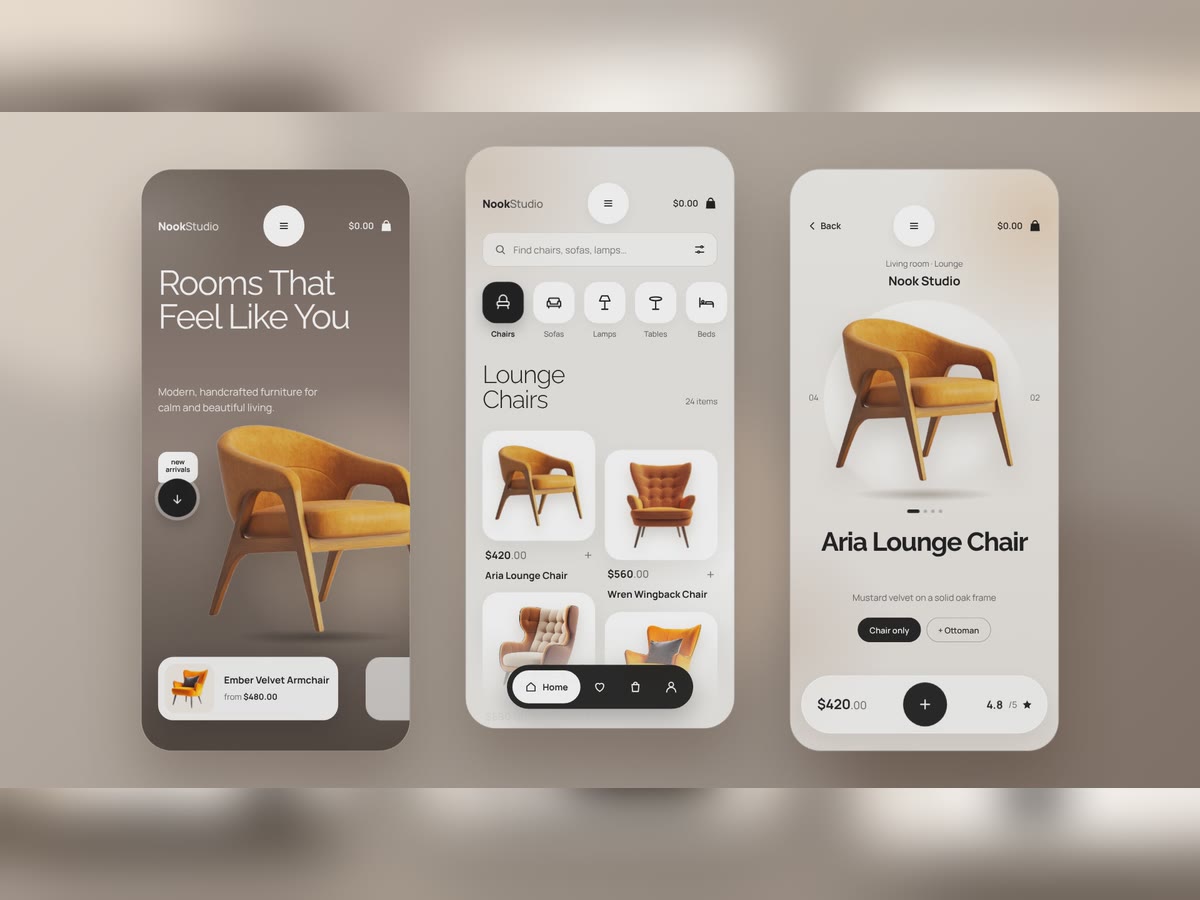 NookStudio
$0.00
Rooms That
Feel Like You
Modern, handcrafted furniture for
calm and beautiful living.
new
arrivals
Ember Velvet Armchair
from $480.00
NookStudio
$0.00
Find chairs, sofas, lamps...
Chairs
Sofas
Lamps
Tables
Beds
Lounge
Chairs
24 items
$420.00 +
Aria Lounge Chair
$560.00 +
Wren Wingback Chair
Home
Back
$0.00
Living room · Lounge
Nook Studio
04
02
Aria Lounge Chair
Mustard velvet on a solid oak frame
Chair only
+ Ottoman
$420.00
+
4.8 /5